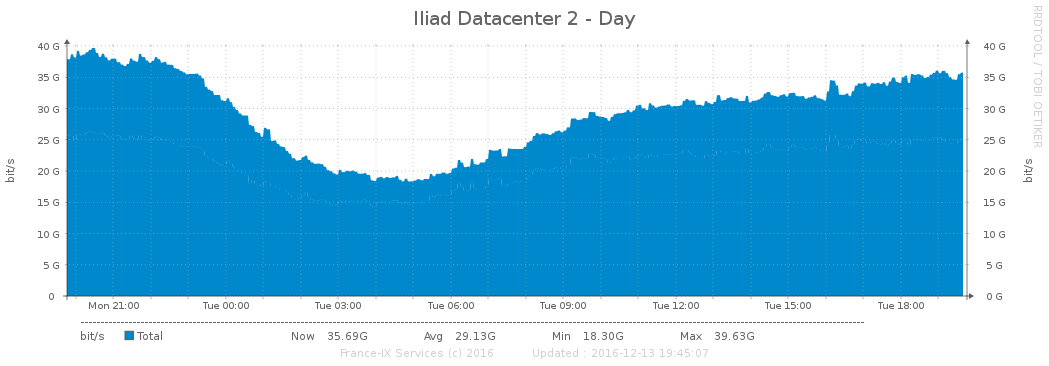 Iliad Datacenter 2 - Day
RRDTOOL / TOBI OETIKER
bit/s
40 G
35 G
30 G
25 G
20 G
15 G
10 G
5 G
0
40 G
35 G
30 G
25 G
20 G
15 G
10 G
5 G
0 G
bit/s
Mon 21:00 Tue 00:00 Tue 03:00 Tue 06:00 Tue 09:00 Tue 12:00 Tue 15:00 Tue 18:00
bit/s Total Now 35.69G Avg 29.13G Min 18.30G Max 39.63G
France-IX Services (c) 2016 Updated : 2016-12-13 19:45:07